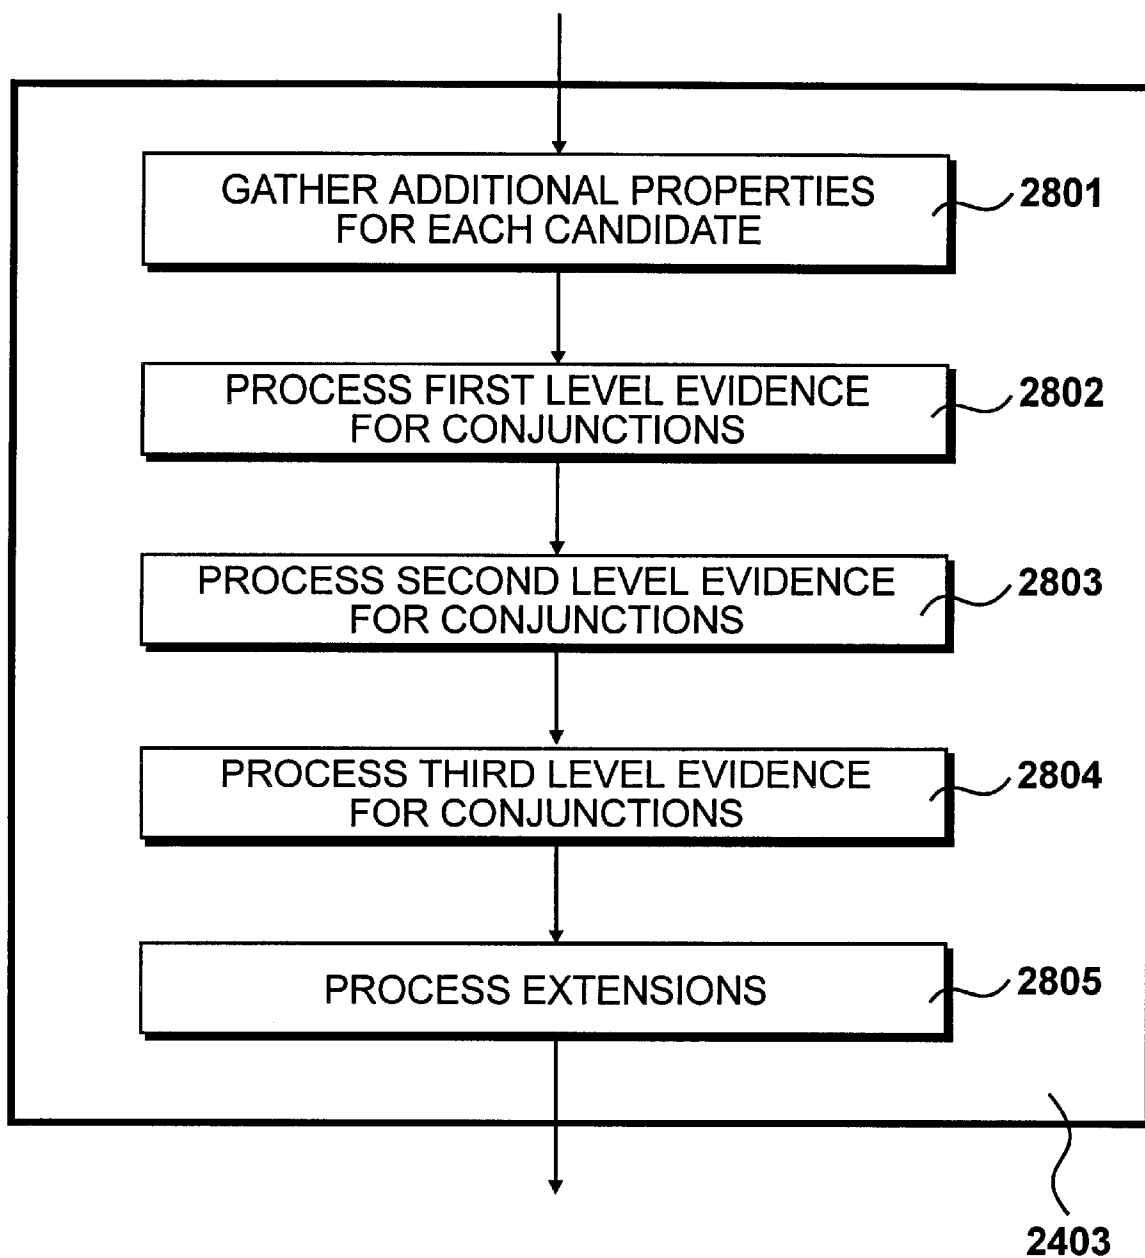 GATHER ADDITIONAL PROPERTIES
FOR EACH CANDIDATE
2801
PROCESS FIRST LEVEL EVIDENCE
FOR CONJUNCTIONS
2802
PROCESS SECOND LEVEL EVIDENCE
FOR CONJUNCTIONS
2803
PROCESS THIRD LEVEL EVIDENCE
FOR CONJUNCTIONS
2804
PROCESS EXTENSIONS
2805
2403